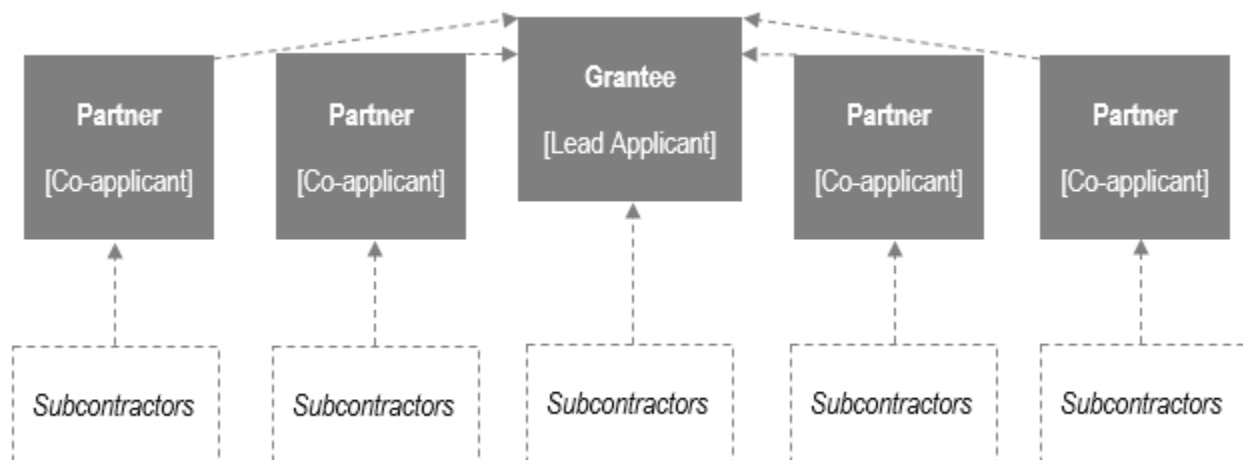 Partner
[Co-applicant]
Partner
[Co-applicant]
Grantee
[Lead Applicant]
Partner
[Co-applicant]
Partner
[Co-applicant]
Subcontractors
Subcontractors
Subcontractors
Subcontractors
Subcontractors